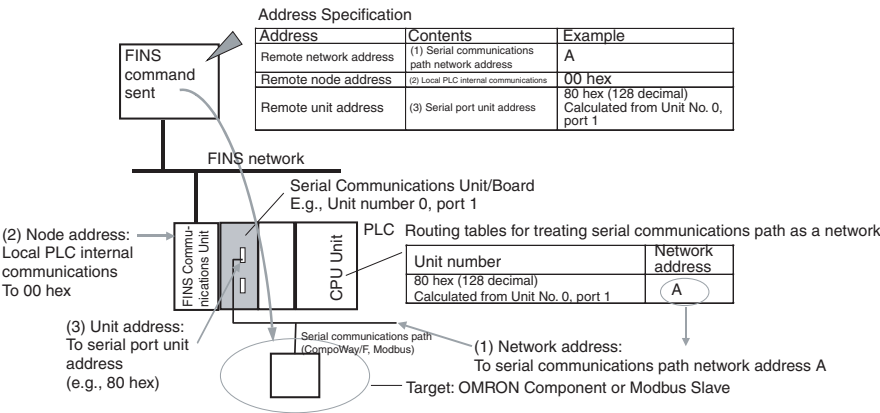 Address Specification
Address Contents Example
Remote network address (1) Serial communications path network address A
Remote node address (2) Local PLC internal communications 00 hex
Remote unit address (3) Serial port unit address 80 hex (128 decimal)
Calculated from Unit No. 0,
port 1
FINS
command
sent
FINS network
Serial Communications Unit/Board
E.g., Unit number 0, port 1
(2) Node address:
Local PLC internal
communications
To 00 hex
FINS Commu-
nications Unit
CPU Unit
PLC
Routing tables for treating serial communications path as a network
Unit number Network address
80 hex (128 decimal)
Calculated from Unit No. 0, port 1 A
(3) Unit address:
To serial port unit
address
(e.g., 80 hex)
Serial communications path
(CompoWay/F, Modbus)
(1) Network address:
To serial communications path network address A
Target: OMRON Component or Modbus Slave